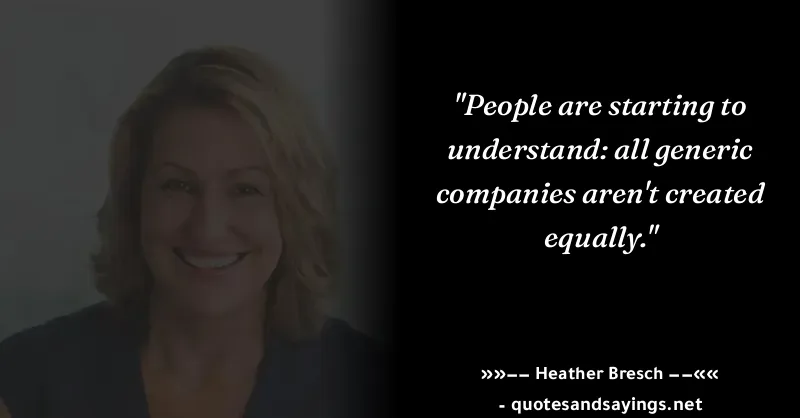 "People are starting to
understand: all generic
companies aren't created
equally."
»»–– Heather Bresch ––««
- quotesandsayings.net